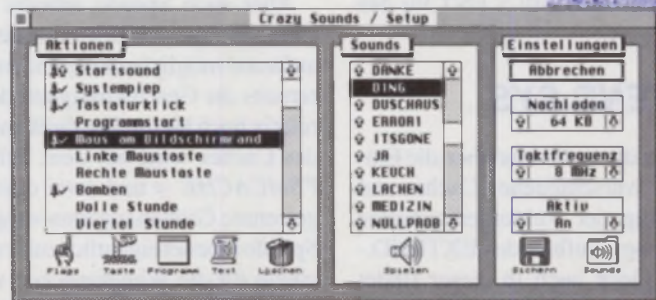 Crazy Sounds / Setup
Aktionen
Startsound
Systempiep
Tastaturklick
Programmstart
Maus am Bildschirmrand
Linke Maustaste
Rechte Maustaste
Bomben
Volle Stunde
Viertel Stunde
Flaps
Taste
Programm
Test
Löschen
Sounds
DANKE
DING
DUSCHAUS
ERROR1
ITSGONE
JA
KEUCH
LACHEN
MEDIZIN
NULLPROB
Spielen
Einstellungen
Abbrechen
Nachladen
64 KB
Taktfrequenz
8 MHz
Aktiv
An
Sichern
Sounds